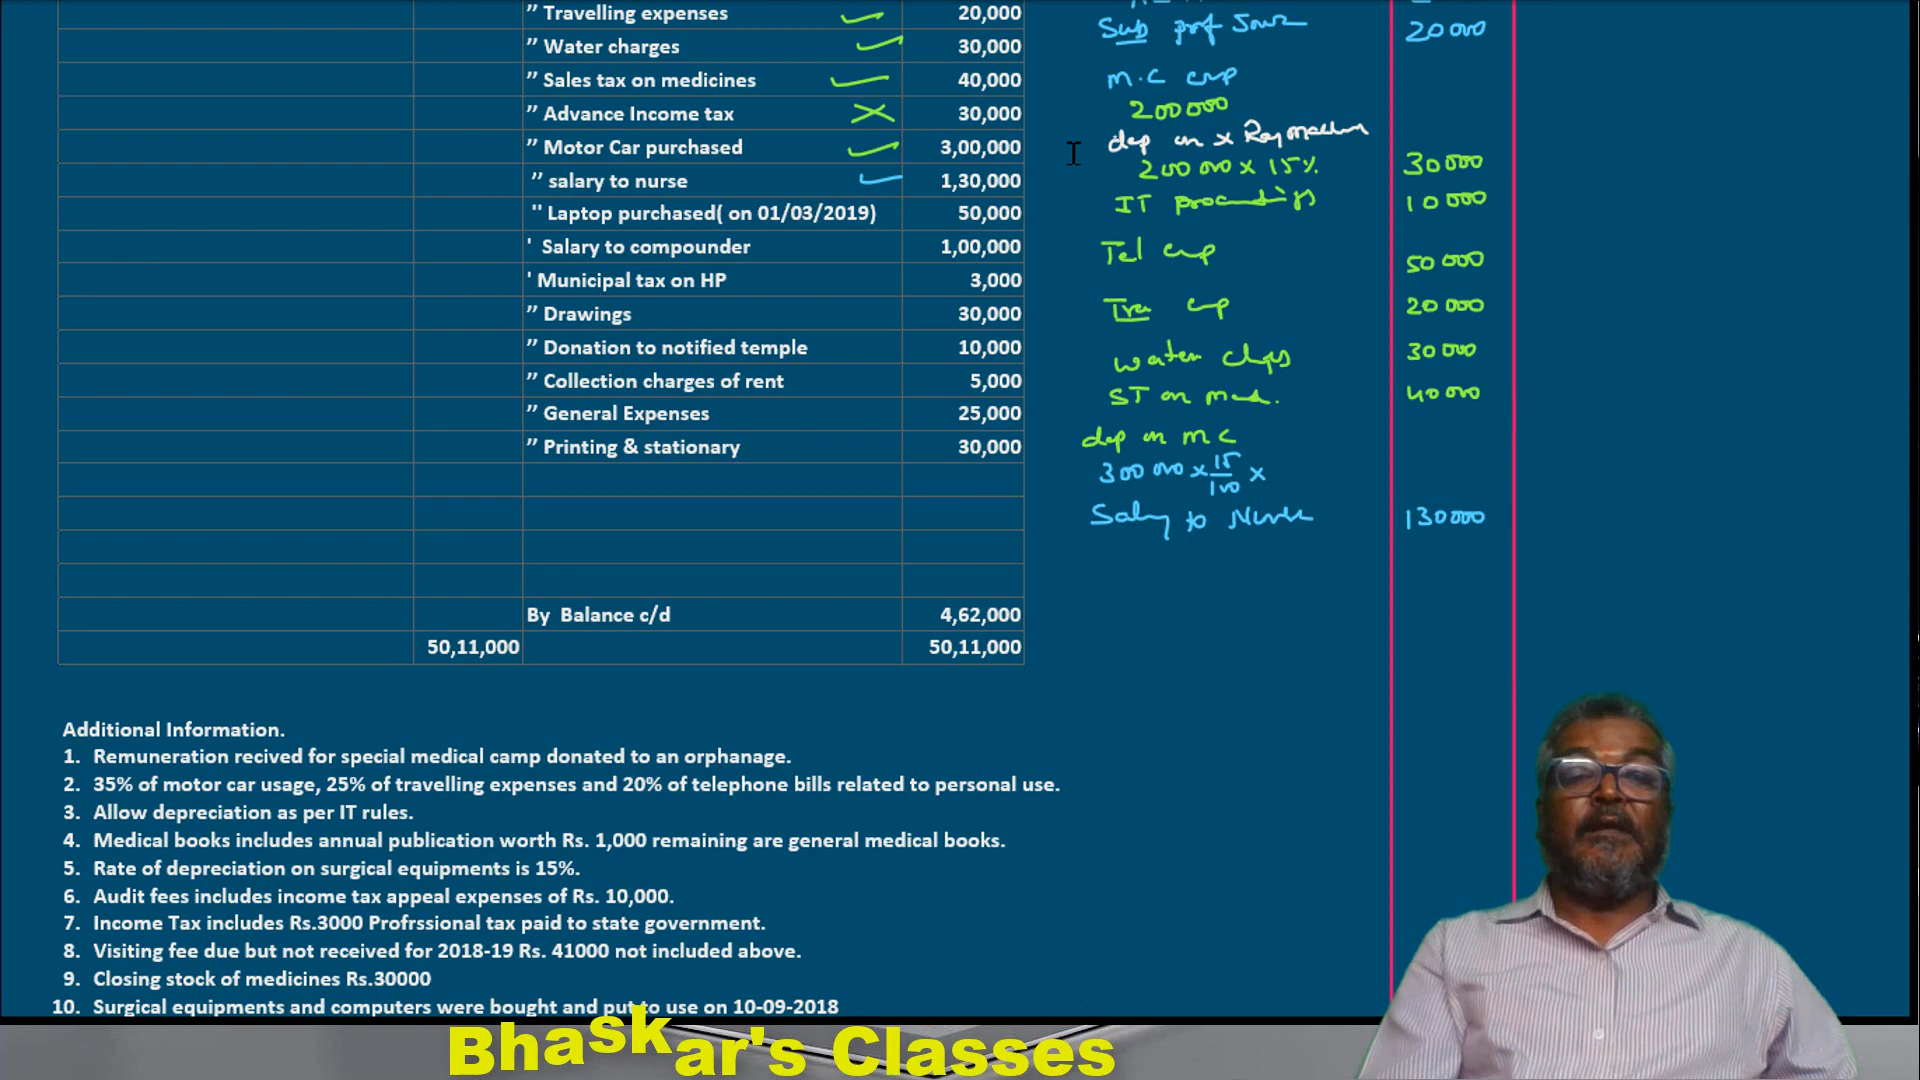 ” Travelling expenses 20,000
” Water charges 30,000
” Sales tax on medicines 40,000
” Advance Income tax 30,000
” Motor Car purchased 3,00,000
” salary to nurse 1,30,000
" Laptop purchased( on 01/03/2019) 50,000
' Salary to compounder 1,00,000
' Municipal tax on HP 3,000
” Drawings 30,000
” Donation to notified temple 10,000
” Collection charges of rent 5,000
” General Expenses 25,000
” Printing & stationary 30,000
By Balance c/d 4,62,000
50,11,000 50,11,000
Sub prof Jour 20000
M.C exp
200000
dep on x Ray machine
200000 x 15% 30000
IT proceedings 10000
Tel exp 50000
Tra exp 20000
water chgs 30000
ST on med. 40000
dep on MC
300000 x 15/100 x
Salary to Nurse 130000
Additional Information.
1. Remuneration recived for special medical camp donated to an orphanage.
2. 35% of motor car usage, 25% of travelling expenses and 20% of telephone bills related to personal use.
3. Allow depreciation as per IT rules.
4. Medical books includes annual publication worth Rs. 1,000 remaining are general medical books.
5. Rate of depreciation on surgical equipments is 15%.
6. Audit fees includes income tax appeal expenses of Rs. 10,000.
7. Income Tax includes Rs.3000 Profrssional tax paid to state government.
8. Visiting fee due but not received for 2018-19 Rs. 41000 not included above.
9. Closing stock of medicines Rs.30000
10. Surgical equipments and computers were bought and put to use on 10-09-2018
Bhaskar's Classes